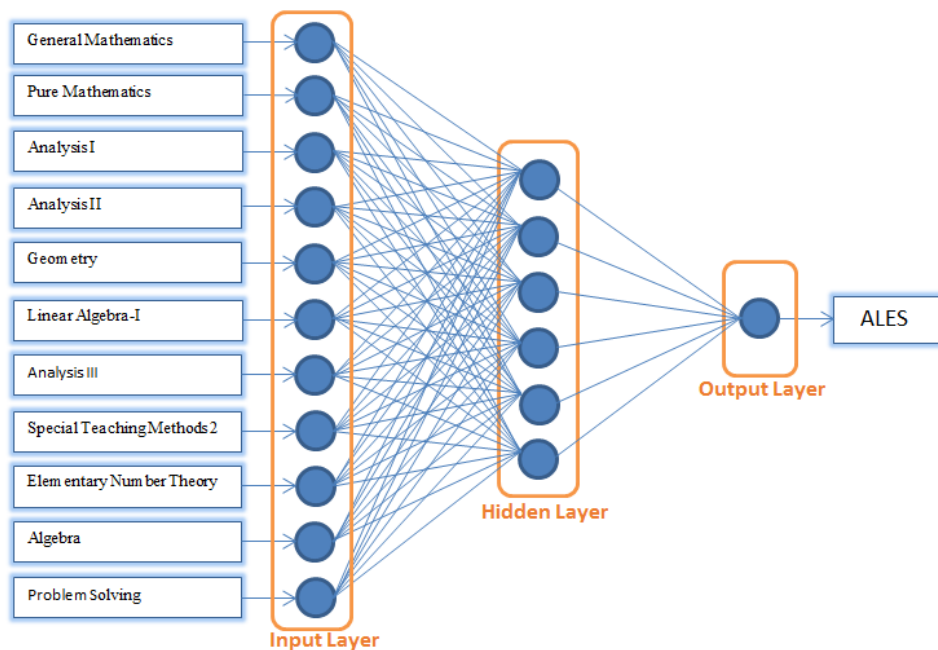 General Mathematics
Pure Mathematics
Analysis I
Analysis II
Geometry
Linear Algebra-I
Analysis III
Special Teaching Methods 2
Elementary Number Theory
Algebra
Problem Solving
Input Layer
Hidden Layer
Output Layer
ALES